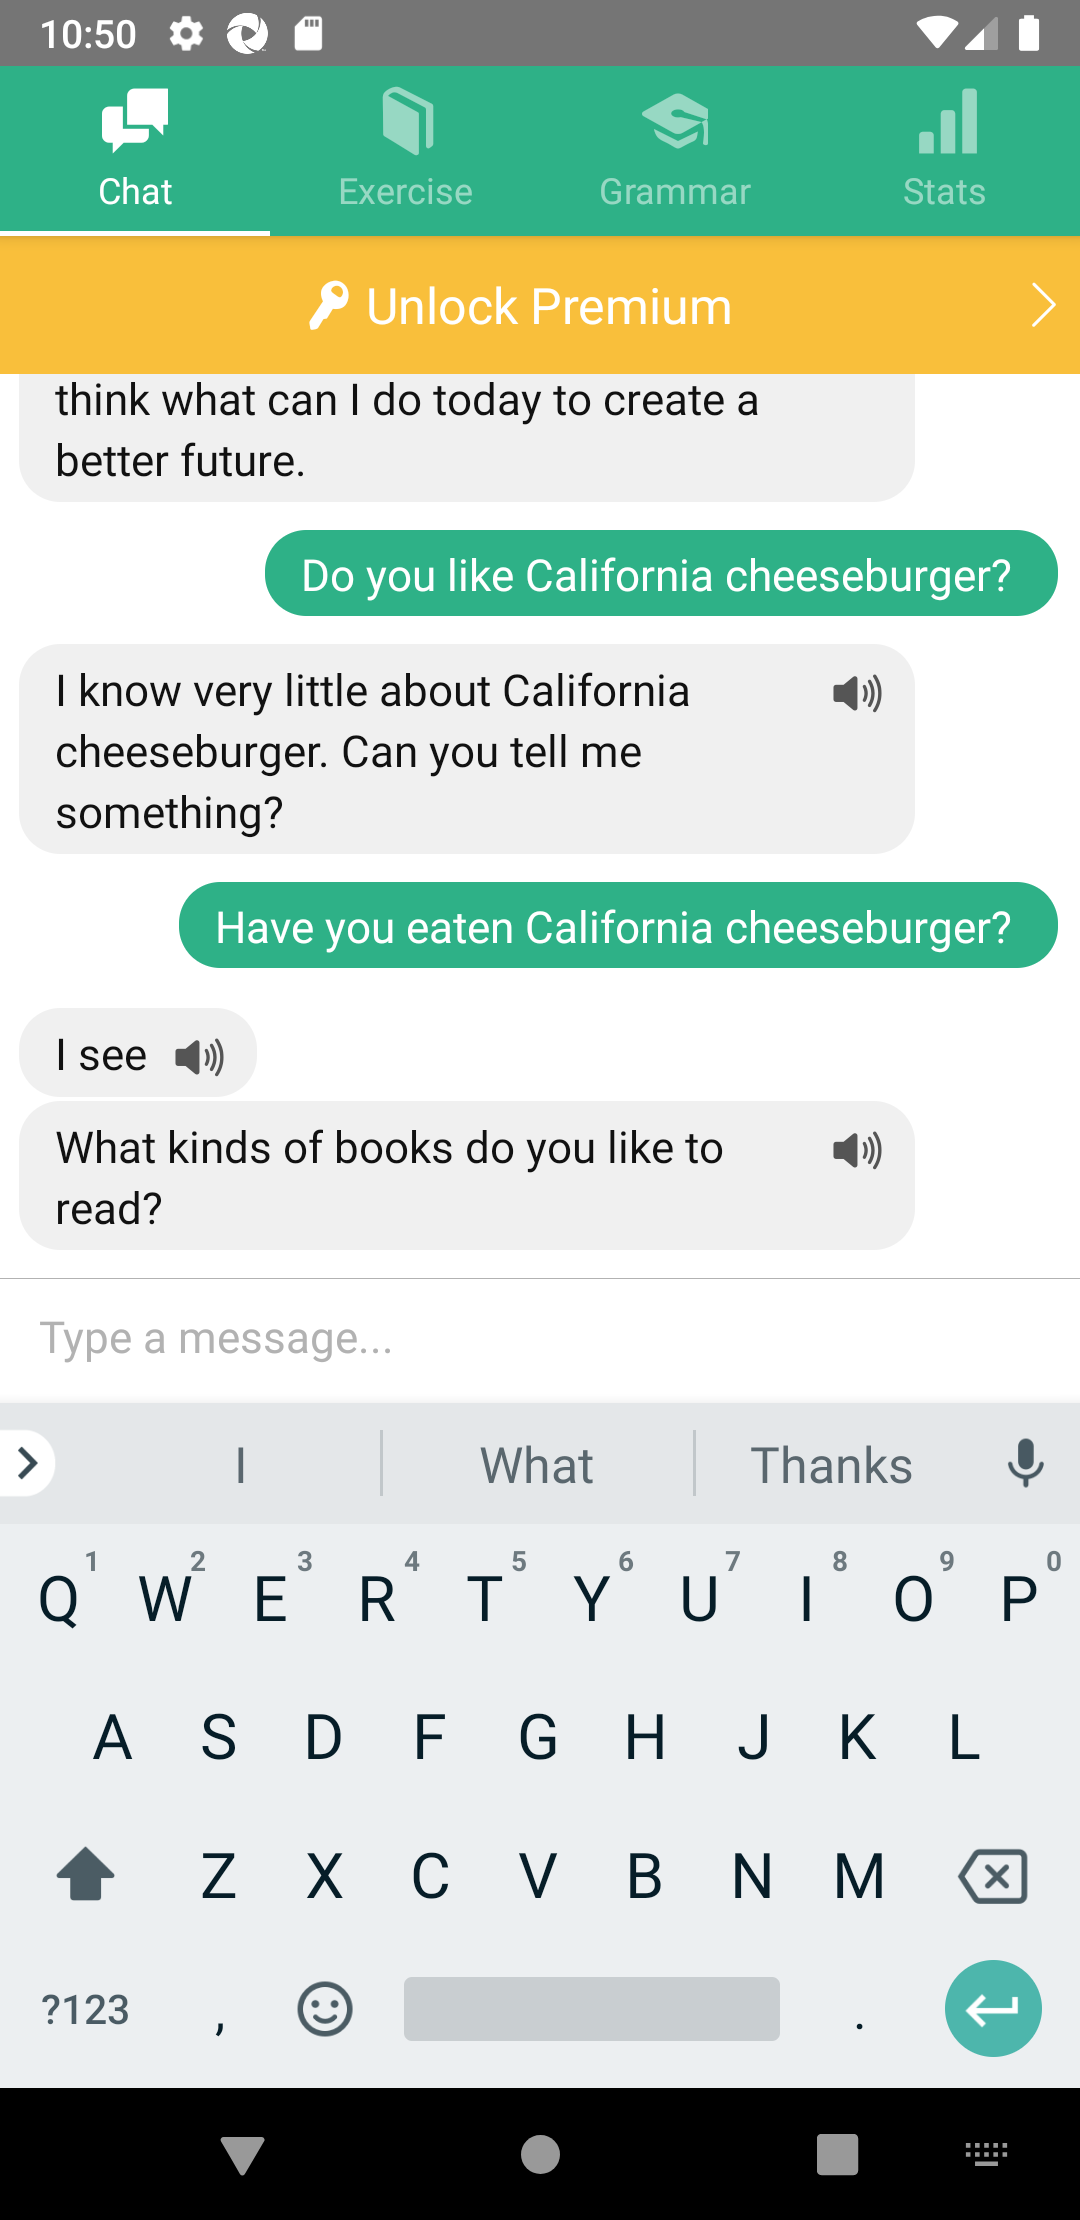 10:50
Chat
Exercise
Grammar
Stats
Unlock Premium
think what can I do today to create a
better future.
Do you like California cheeseburger?
I know very little about California
cheeseburger. Can you tell me
something?
Have you eaten California cheeseburger?
I see
What kinds of books do you like to
read?
Type a message...
I
What
Thanks
Q 1 W 2 E 3 R 4 T 5 Y 6 U 7 I 8 O 9 P 0
A S D F G H J K L
Z X C V B N M
?123 , .